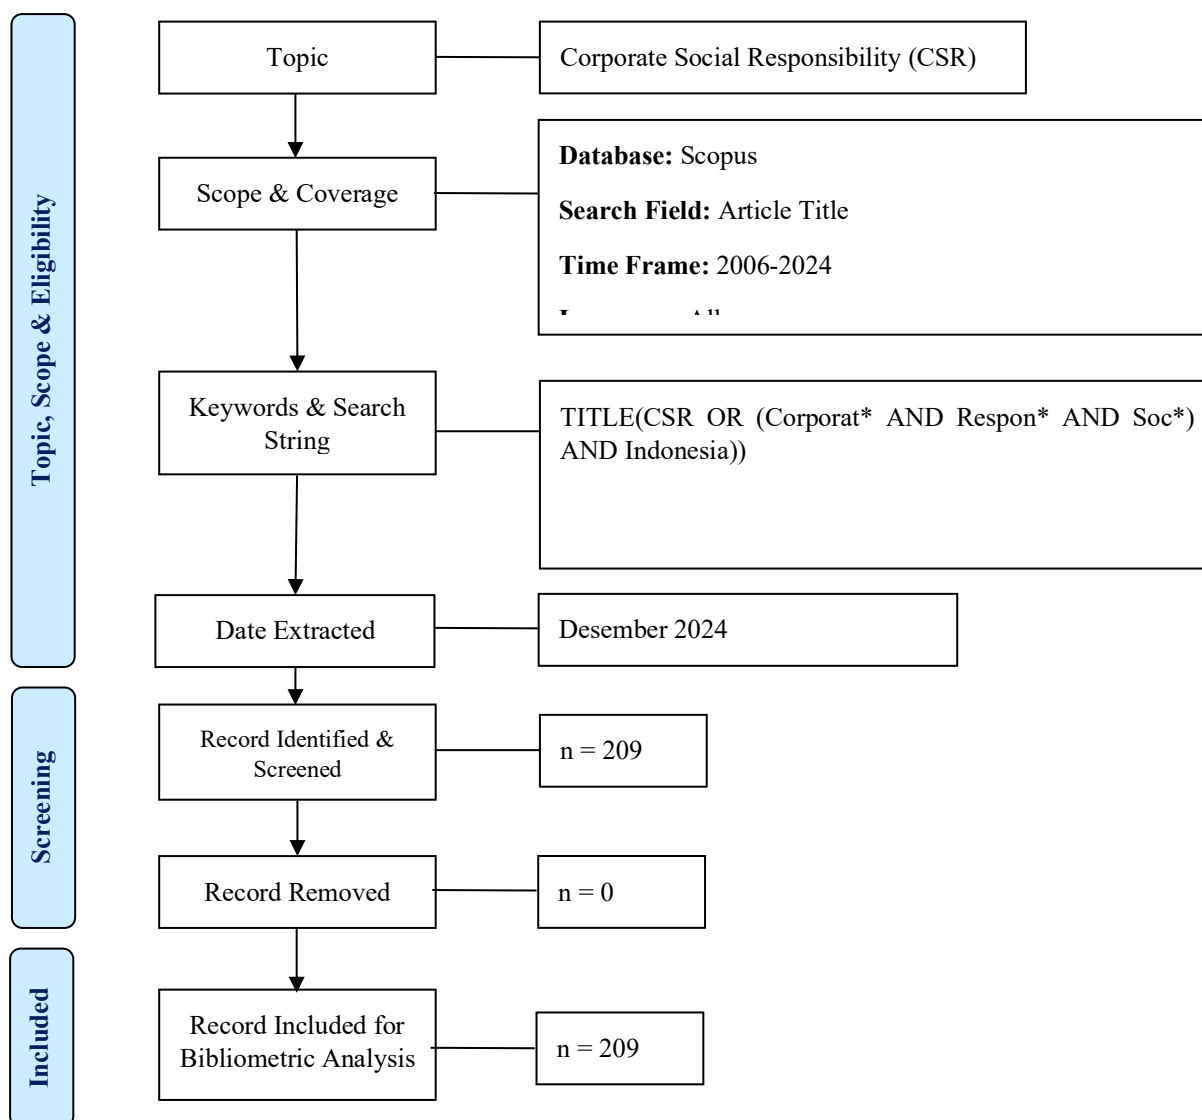 Topic, Scope & Eligibility
Topic
Corporate Social Responsibility (CSR)
Scope & Coverage
Database: Scopus
Search Field: Article Title
Time Frame: 2006-2024
Keywords & Search
String
TITLE(CSR OR (Corporat* AND Respon* AND Soc*)
AND Indonesia))
Date Extracted
Desember 2024
Screening
Record Identified &
Screened
n = 209
Record Removed
n = 0
Included
Record Included for
Bibliometric Analysis
n = 209